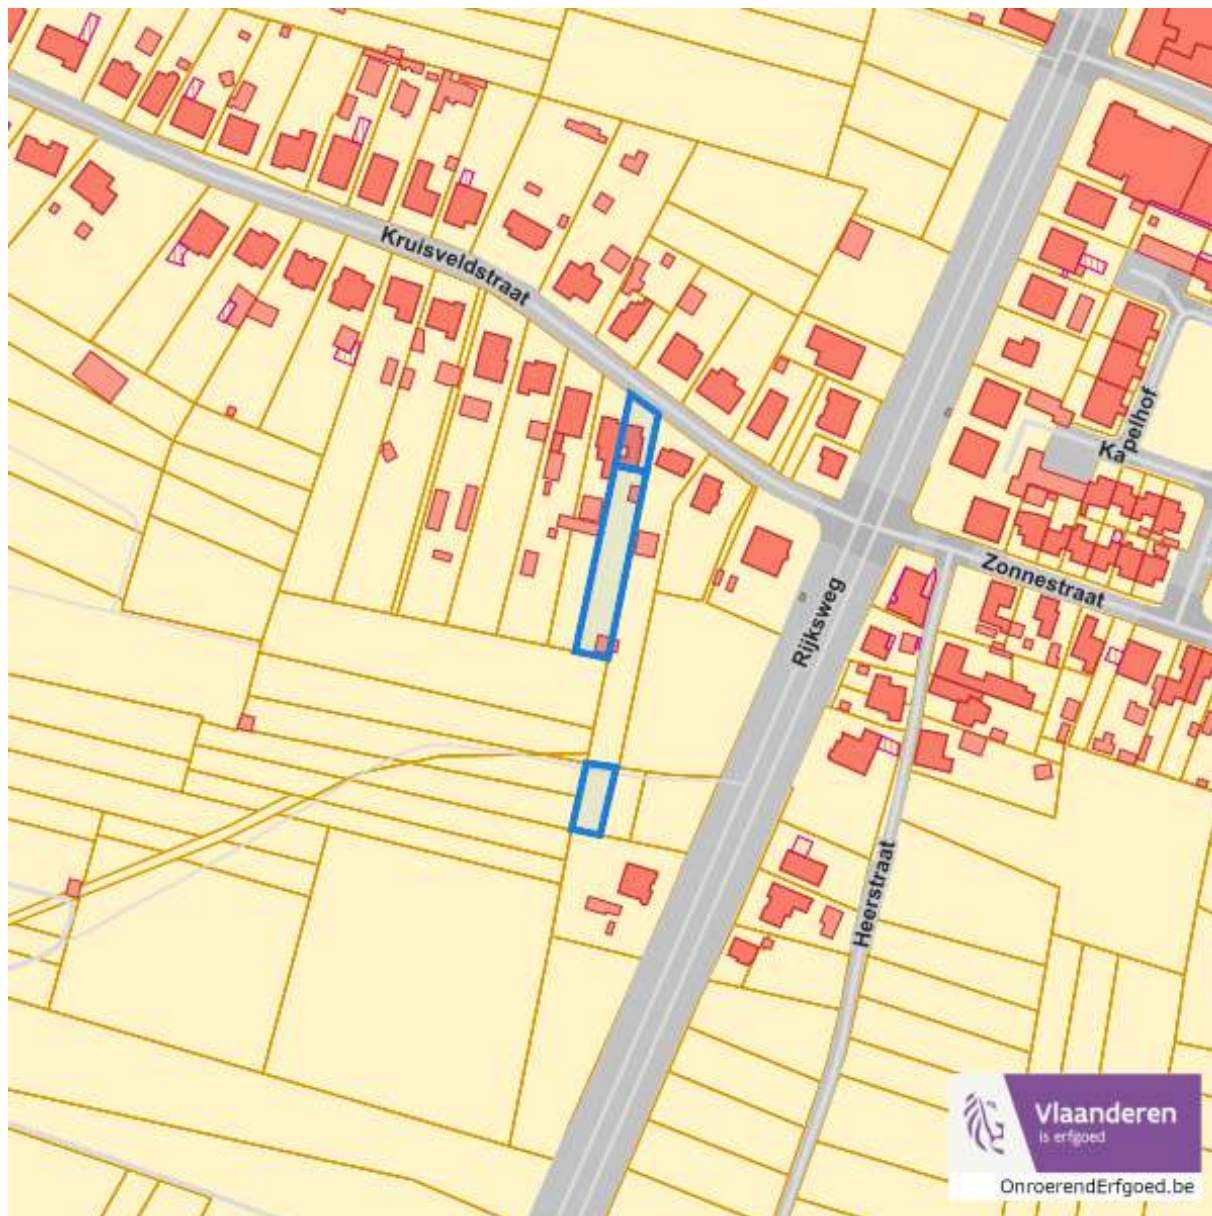 Kruisveldstraat
Kapelhof
Zonnestraat
Rijksweg
Heerstraat
Vlaanderen
is erfgoed
OnroerendErfgoed.be